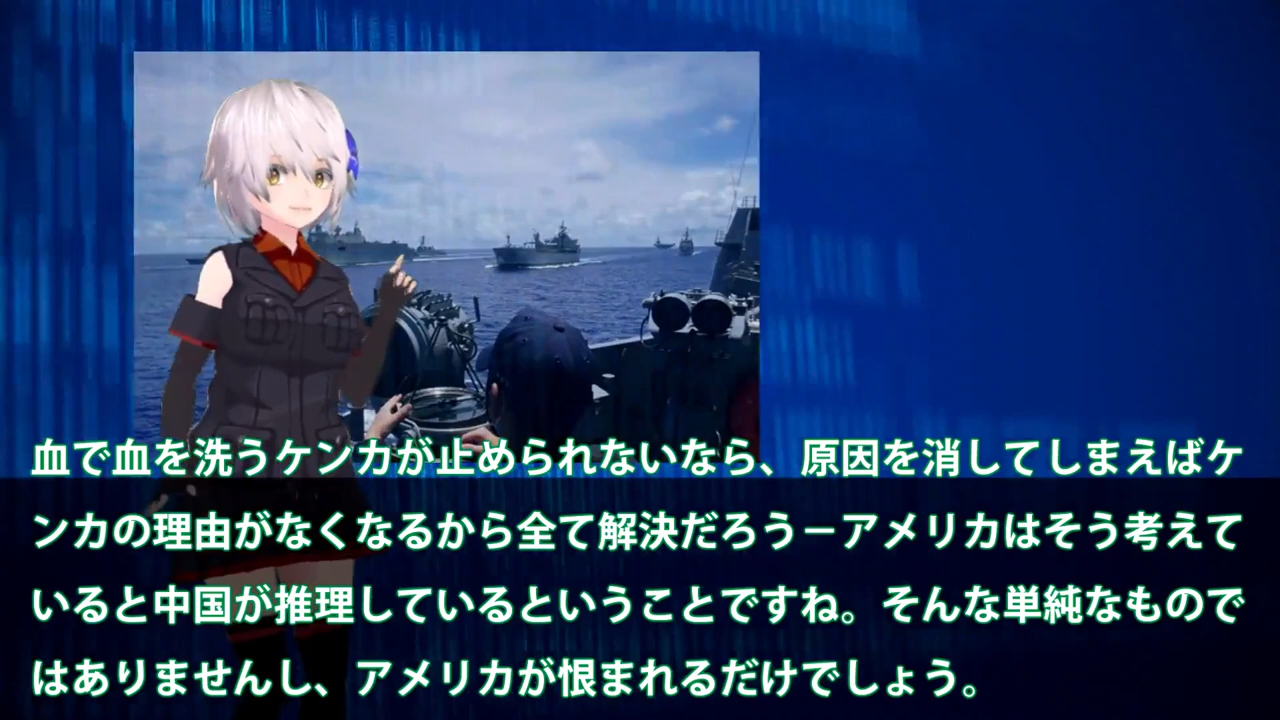 血で血を洗うケンカが止められないなら、原因を消してしまえばケ
ンカの理由がなくなるから全て解決だろう－アメリカはそう考えて
いると中国が推理しているということですね。そんな単純なもので
はありませんし、アメリカが恨まれるだけでしょう。